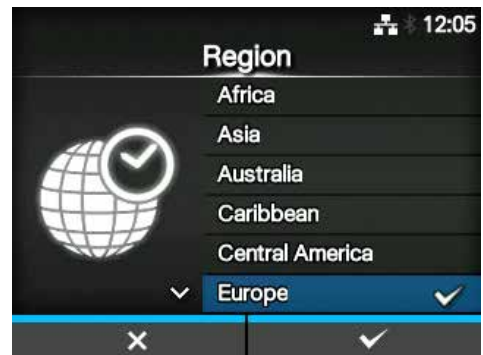 12:05
Region
Africa
Asia
Australia
Caribbean
Central America
Europe